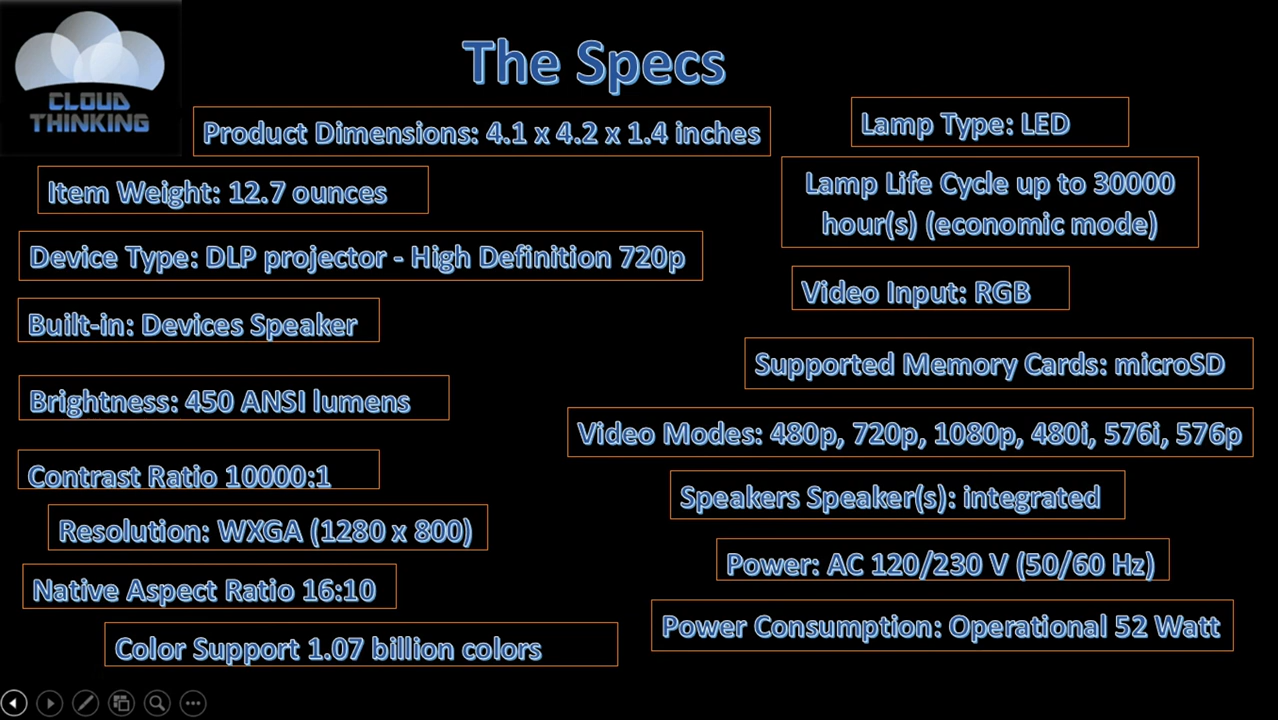 CLOUD
THINKING
The Specs
Product Dimensions: 4.1 x 4.2 x 1.4 inches
Item Weight: 12.7 ounces
Device Type: DLP projector - High Definition 720p
Built-in: Devices Speaker
Brightness: 450 ANSI lumens
Contrast Ratio 10000:1
Resolution: WXGA (1280 x 800)
Native Aspect Ratio 16:10
Color Support 1.07 billion colors
Lamp Type: LED
Lamp Life Cycle up to 30000
hour(s) (economic mode)
Video Input: RGB
Supported Memory Cards: microSD
Video Modes: 480p, 720p, 1080p, 480i, 576i, 576p
Speakers Speaker(s): integrated
Power: AC 120/230 V (50/60 Hz)
Power Consumption: Operational 52 Watt